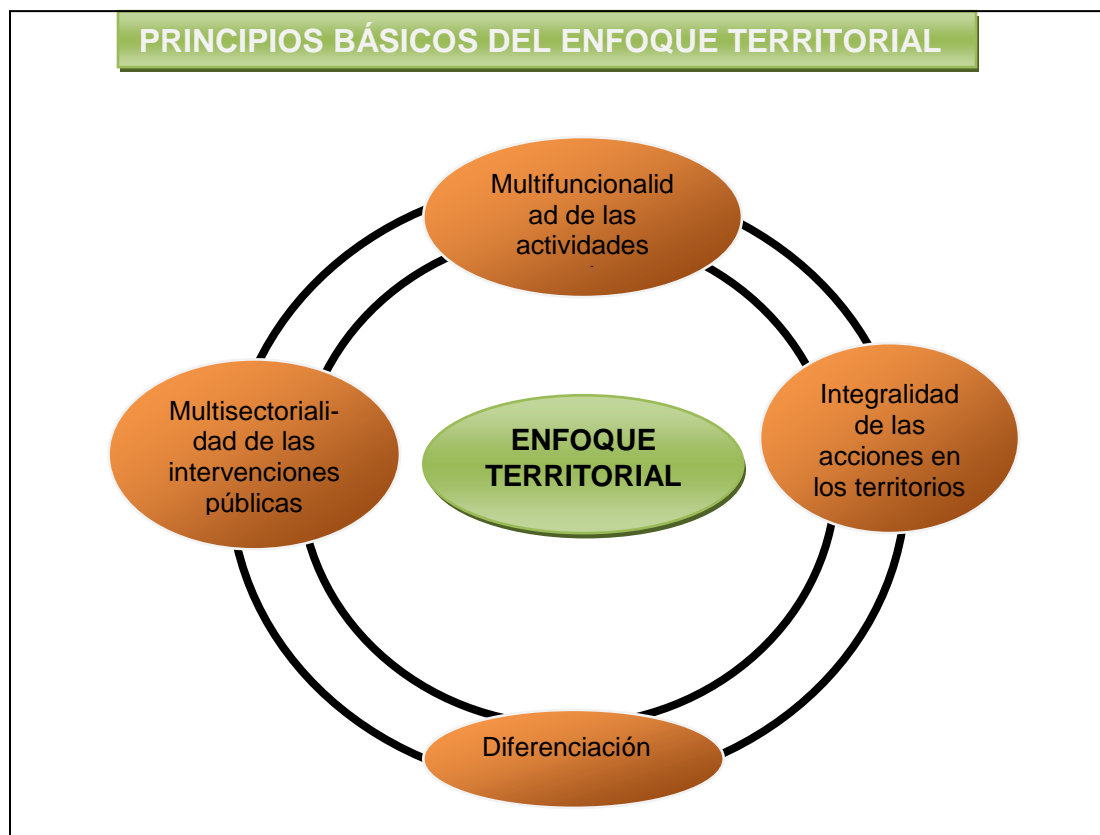 PRINCIPIOS BÁSICOS DEL ENFOQUE TERRITORIAL
Multifuncionalid
ad de las
actividades
Multisectoriali-
dad de las
intervenciones
públicas
ENFOQUE
TERRITORIAL
Integralidad
de las
acciones en
los territorios
Diferenciación